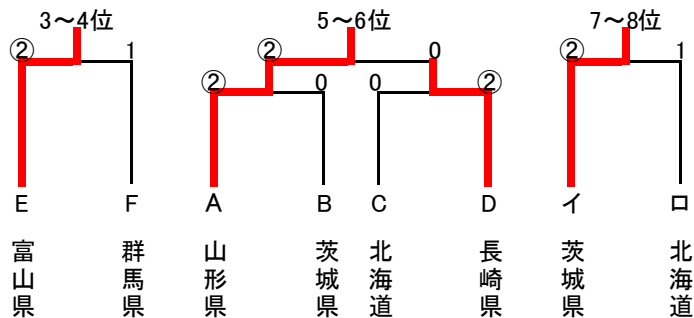 3～4位 5～6位 7～8位
② 1 ② 0 ② 1
② 0 0 ②
E F A B C D イ ロ
富山県 群馬県 山形県 茨城県 北海道 長崎県 茨城県 北海道